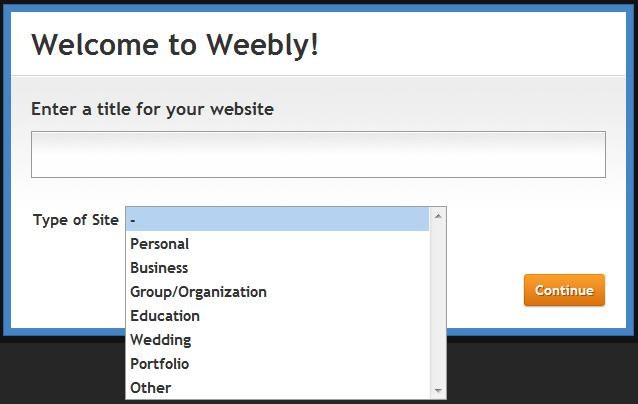 Welcome to Weebly!
Enter a title for your website
Type of Site -
Personal
Business
Group/Organization
Education
Wedding
Portfolio
Other
Continue